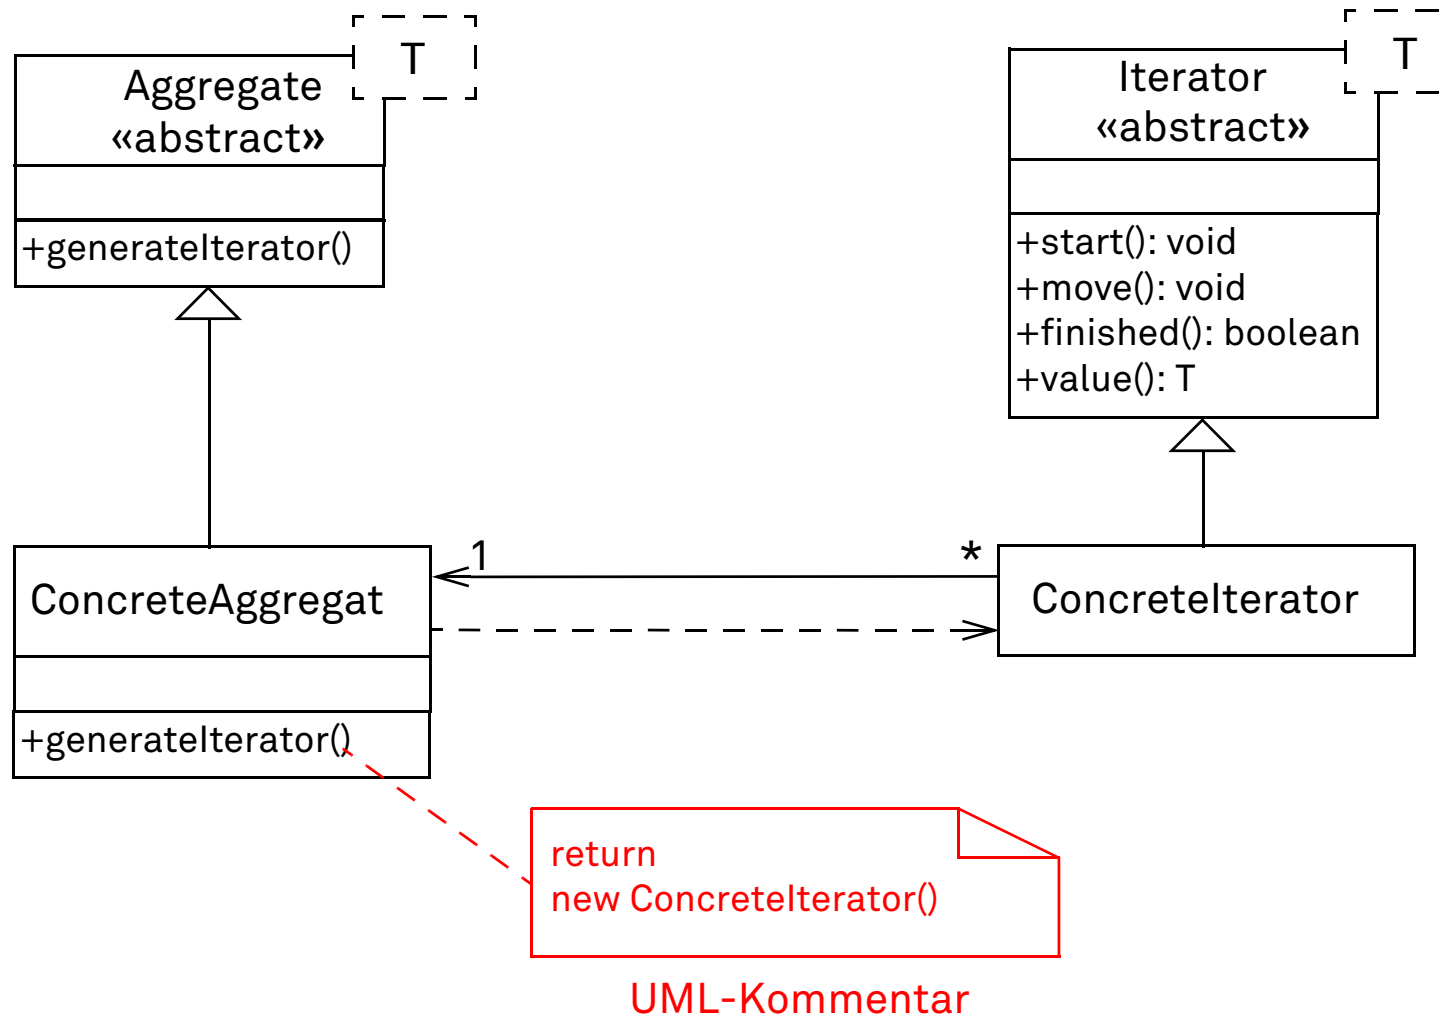 T
Aggregate
«abstract»
+generateIterator()
T
Iterator
«abstract»
+start(): void
+move(): void
+finished(): boolean
+value(): T
1
*
ConcreteAggregat
ConcreteIterator
+generateIterator()
return
new ConcreteIterator()
UML-Kommentar